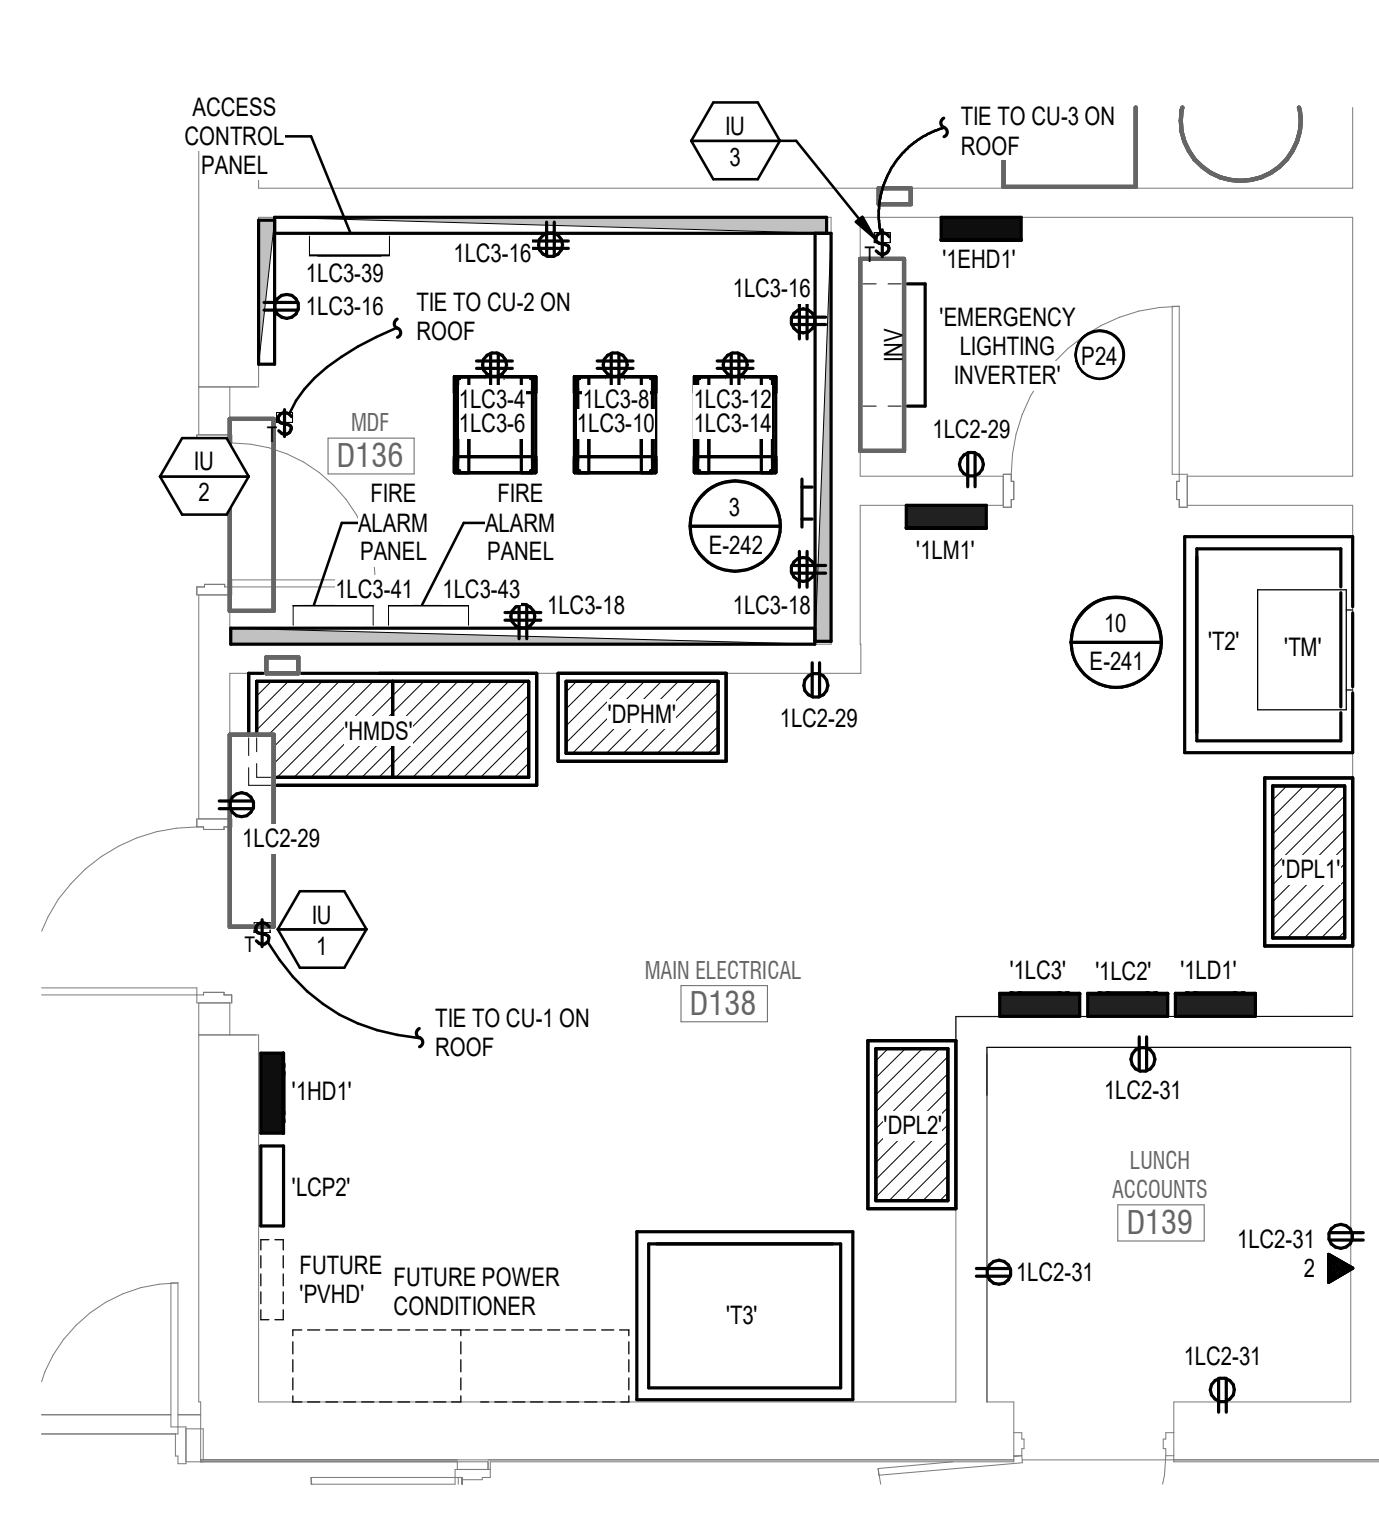 ACCESS
CONTROL
PANEL
IU
3
TIE TO CU-3 ON
ROOF
1LC3-16
1LC3-39
1LC3-16
1LC3-16
TIE TO CU-2 ON
ROOF
T$
'1EHD1'
INV
'EMERGENCY
LIGHTING
INVERTER'
P24
1LC3-4
1LC3-6
1LC3-8
1LC3-10
1LC3-12
1LC3-14
T$
MDF
D136
IU
2
1LC2-29
FIRE
ALARM
PANEL
FIRE
ALARM
PANEL
3
E-242
'1LM1'
1LC3-41
1LC3-43
1LC3-18
1LC3-18
10
E-241
'T2'
'TM'
'HMDS'
'DPHM'
1LC2-29
1LC2-29
'DPL1'
T$
IU
1
MAIN ELECTRICAL
D138
'1LC3'
'1LC2'
'1LD1'
TIE TO CU-1 ON
ROOF
'1HD1'
1LC2-31
'DPL2'
'LCP2'
LUNCH
ACCOUNTS
D139
1LC2-31
2
1LC2-31
FUTURE
'PVHD'
FUTURE POWER
CONDITIONER
'T3'
1LC2-31